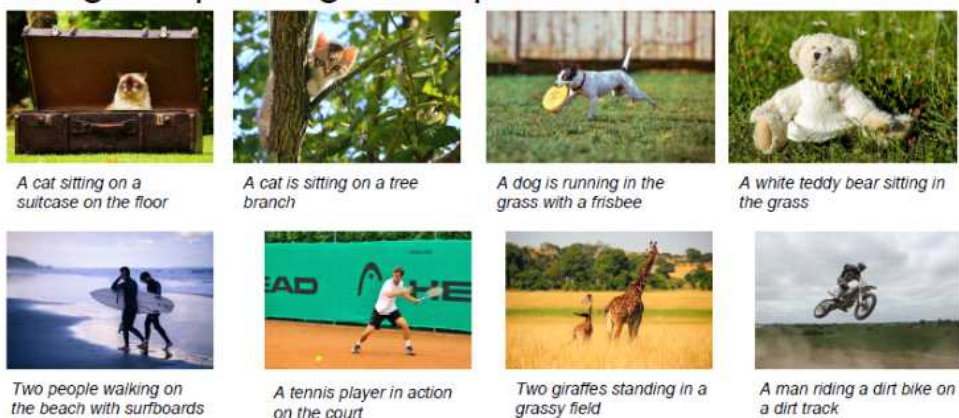 A cat sitting on a
suitcase on the floor
A cat is sitting on a tree
branch
A dog is running in the
grass with a frisbee
A white teddy bear sitting in
the grass
EAD
HE
Two people walking on
the beach with surfboards
A tennis player in action
on the court
Two giraffes standing in a
grassy field
A man riding a dirt bike on
a dirt track